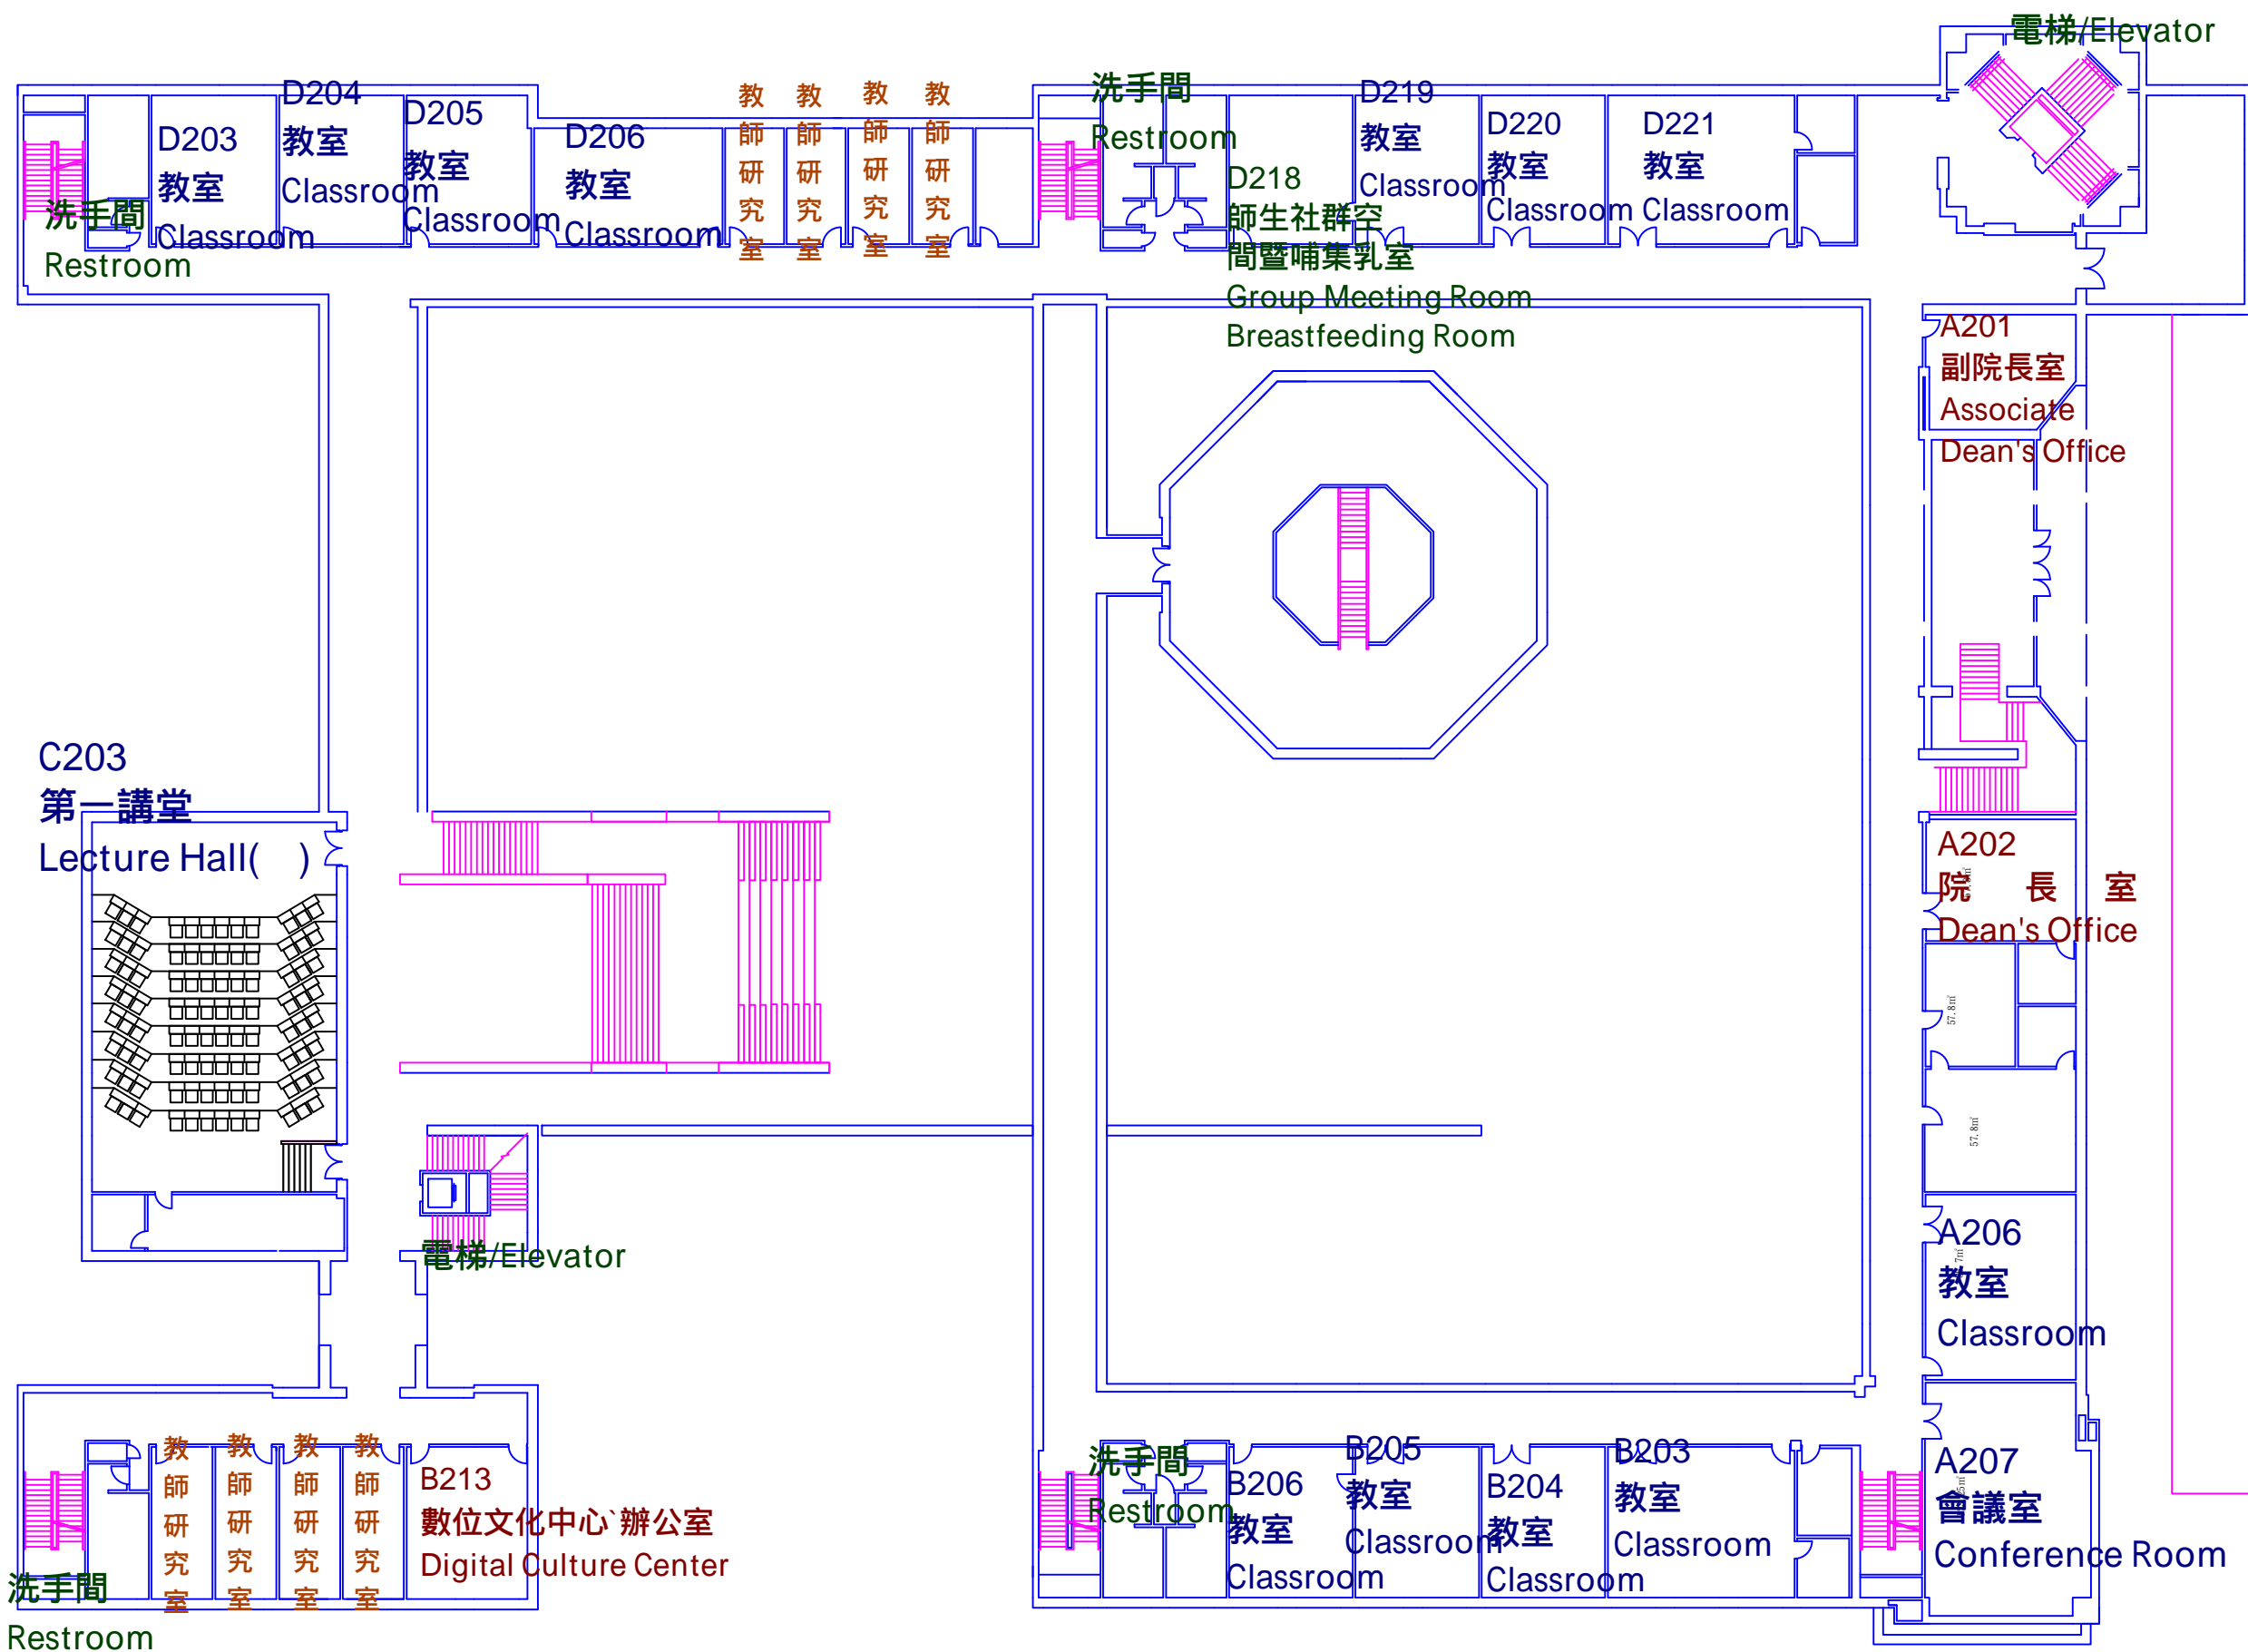 電梯/Elevator
D203
教室
Classroom
D204
教室
Classroom
D205
教室
Classroom
D206
教室
Classroom
教師研究室
教師研究室
教師研究室
教師研究室
洗手間
Restroom
洗手間
Restroom
D218
師生社群空
間暨哺集乳室
Group Meeting Room
Breastfeeding Room
D219
教室
Classroom
D220
教室
Classroom
D221
教室
Classroom
A201
副院長室
Associate
Dean's Office
C203
第一講堂
Lecture Hall( )
A202
院 長 室
Dean's Office
57.8㎡
57.8㎡
電梯/Elevator
A206
教室
Classroom
A207
會議室
Conference Room
洗手間
Restroom
教師研究室
教師研究室
教師研究室
教師研究室
B213
數位文化中心`辦公室
Digital Culture Center
洗手間
Restroom
B206
教室
Classroom
B205
教室
Classroom
B204
教室
Classroom
B203
教室
Classroom